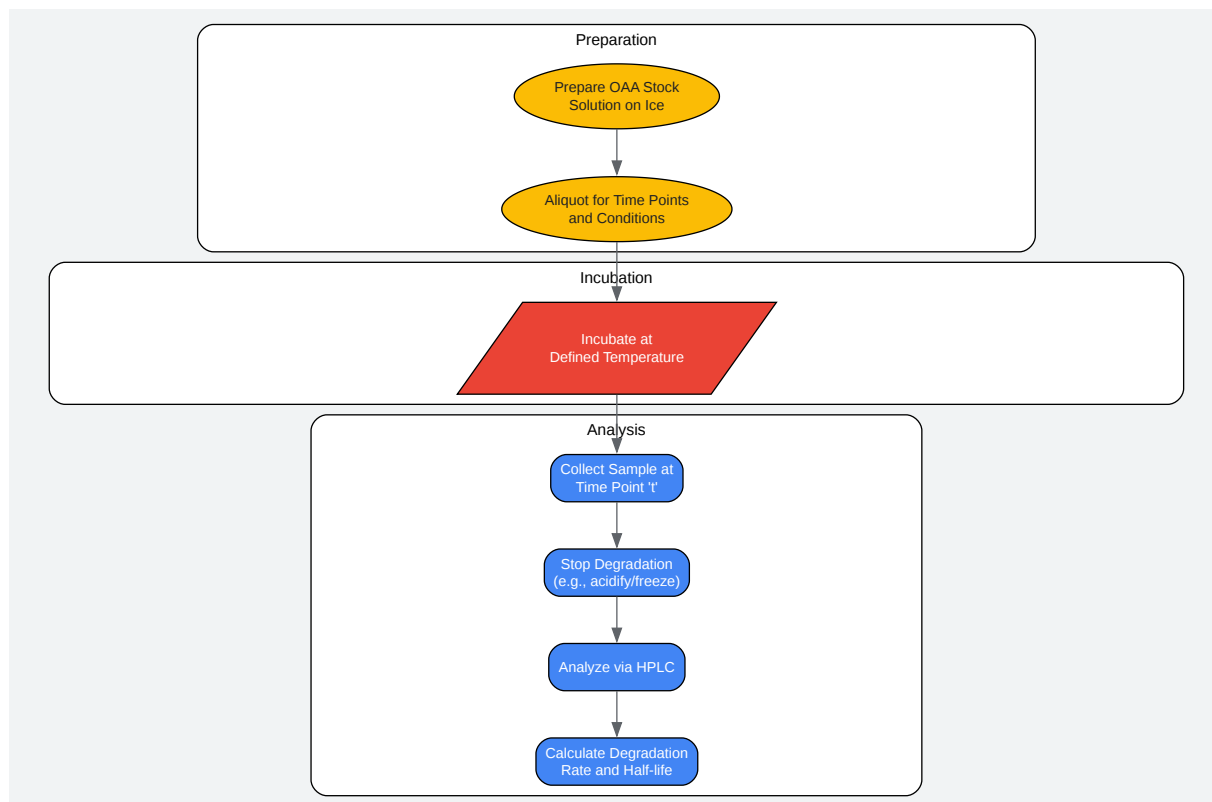 Preparation
Prepare OAA Stock
Solution on Ice
Aliquot for Time Points
and Conditions
Incubation
Incubate at
Defined Temperature
Analysis
Collect Sample at
Time Point 't'
Stop Degradation
(e.g., acidify/freeze)
Analyze via HPLC
Calculate Degradation
Rate and Half-life